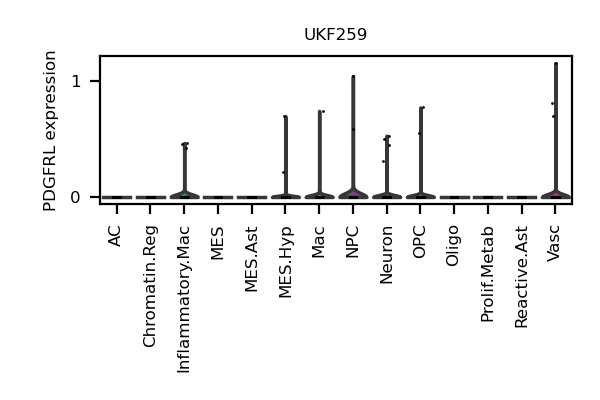 UKF259
PDGFRL expression
1
0
AC
Chromatin.Reg
Inflammatory.Mac
MES
MES.Ast
MES.Hyp
Mac
NPC
Neuron
OPC
Oligo
Prolif.Metab
Reactive.Ast
Vasc